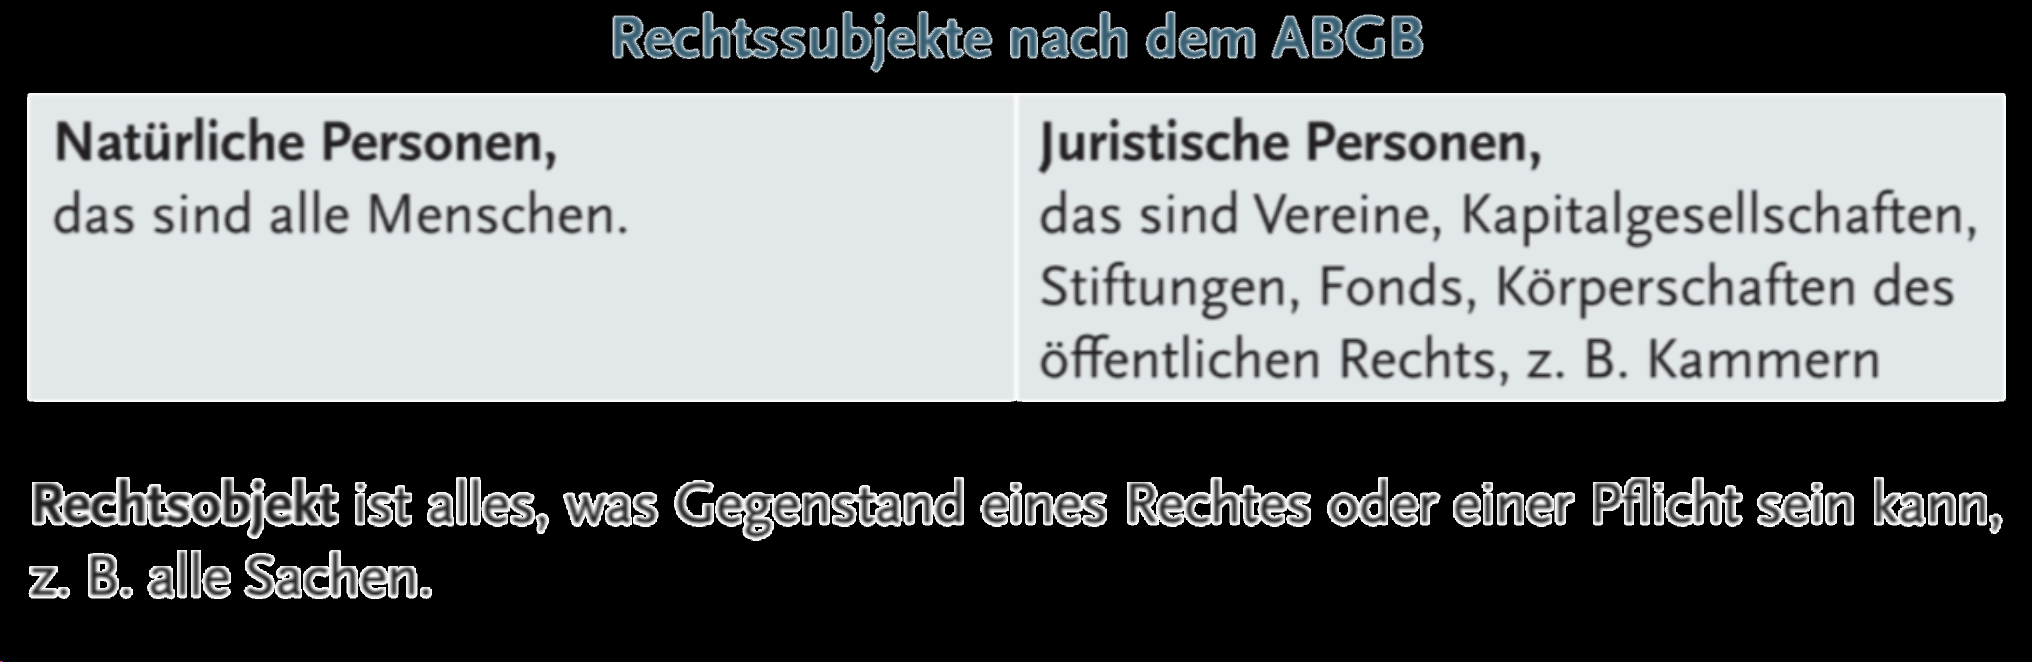 Rechtssubjekte nach dem ABGB
Natürliche Personen,
das sind alle Menschen.
Juristische Personen,
das sind Vereine, Kapitalgesellschaften,
Stiftungen, Fonds, Körperschaften des
öffentlichen Rechts, z. B. Kammern
Rechtsobjekt ist alles, was Gegenstand eines Rechtes oder einer Pflicht sein kann,
z. B. alle Sachen.